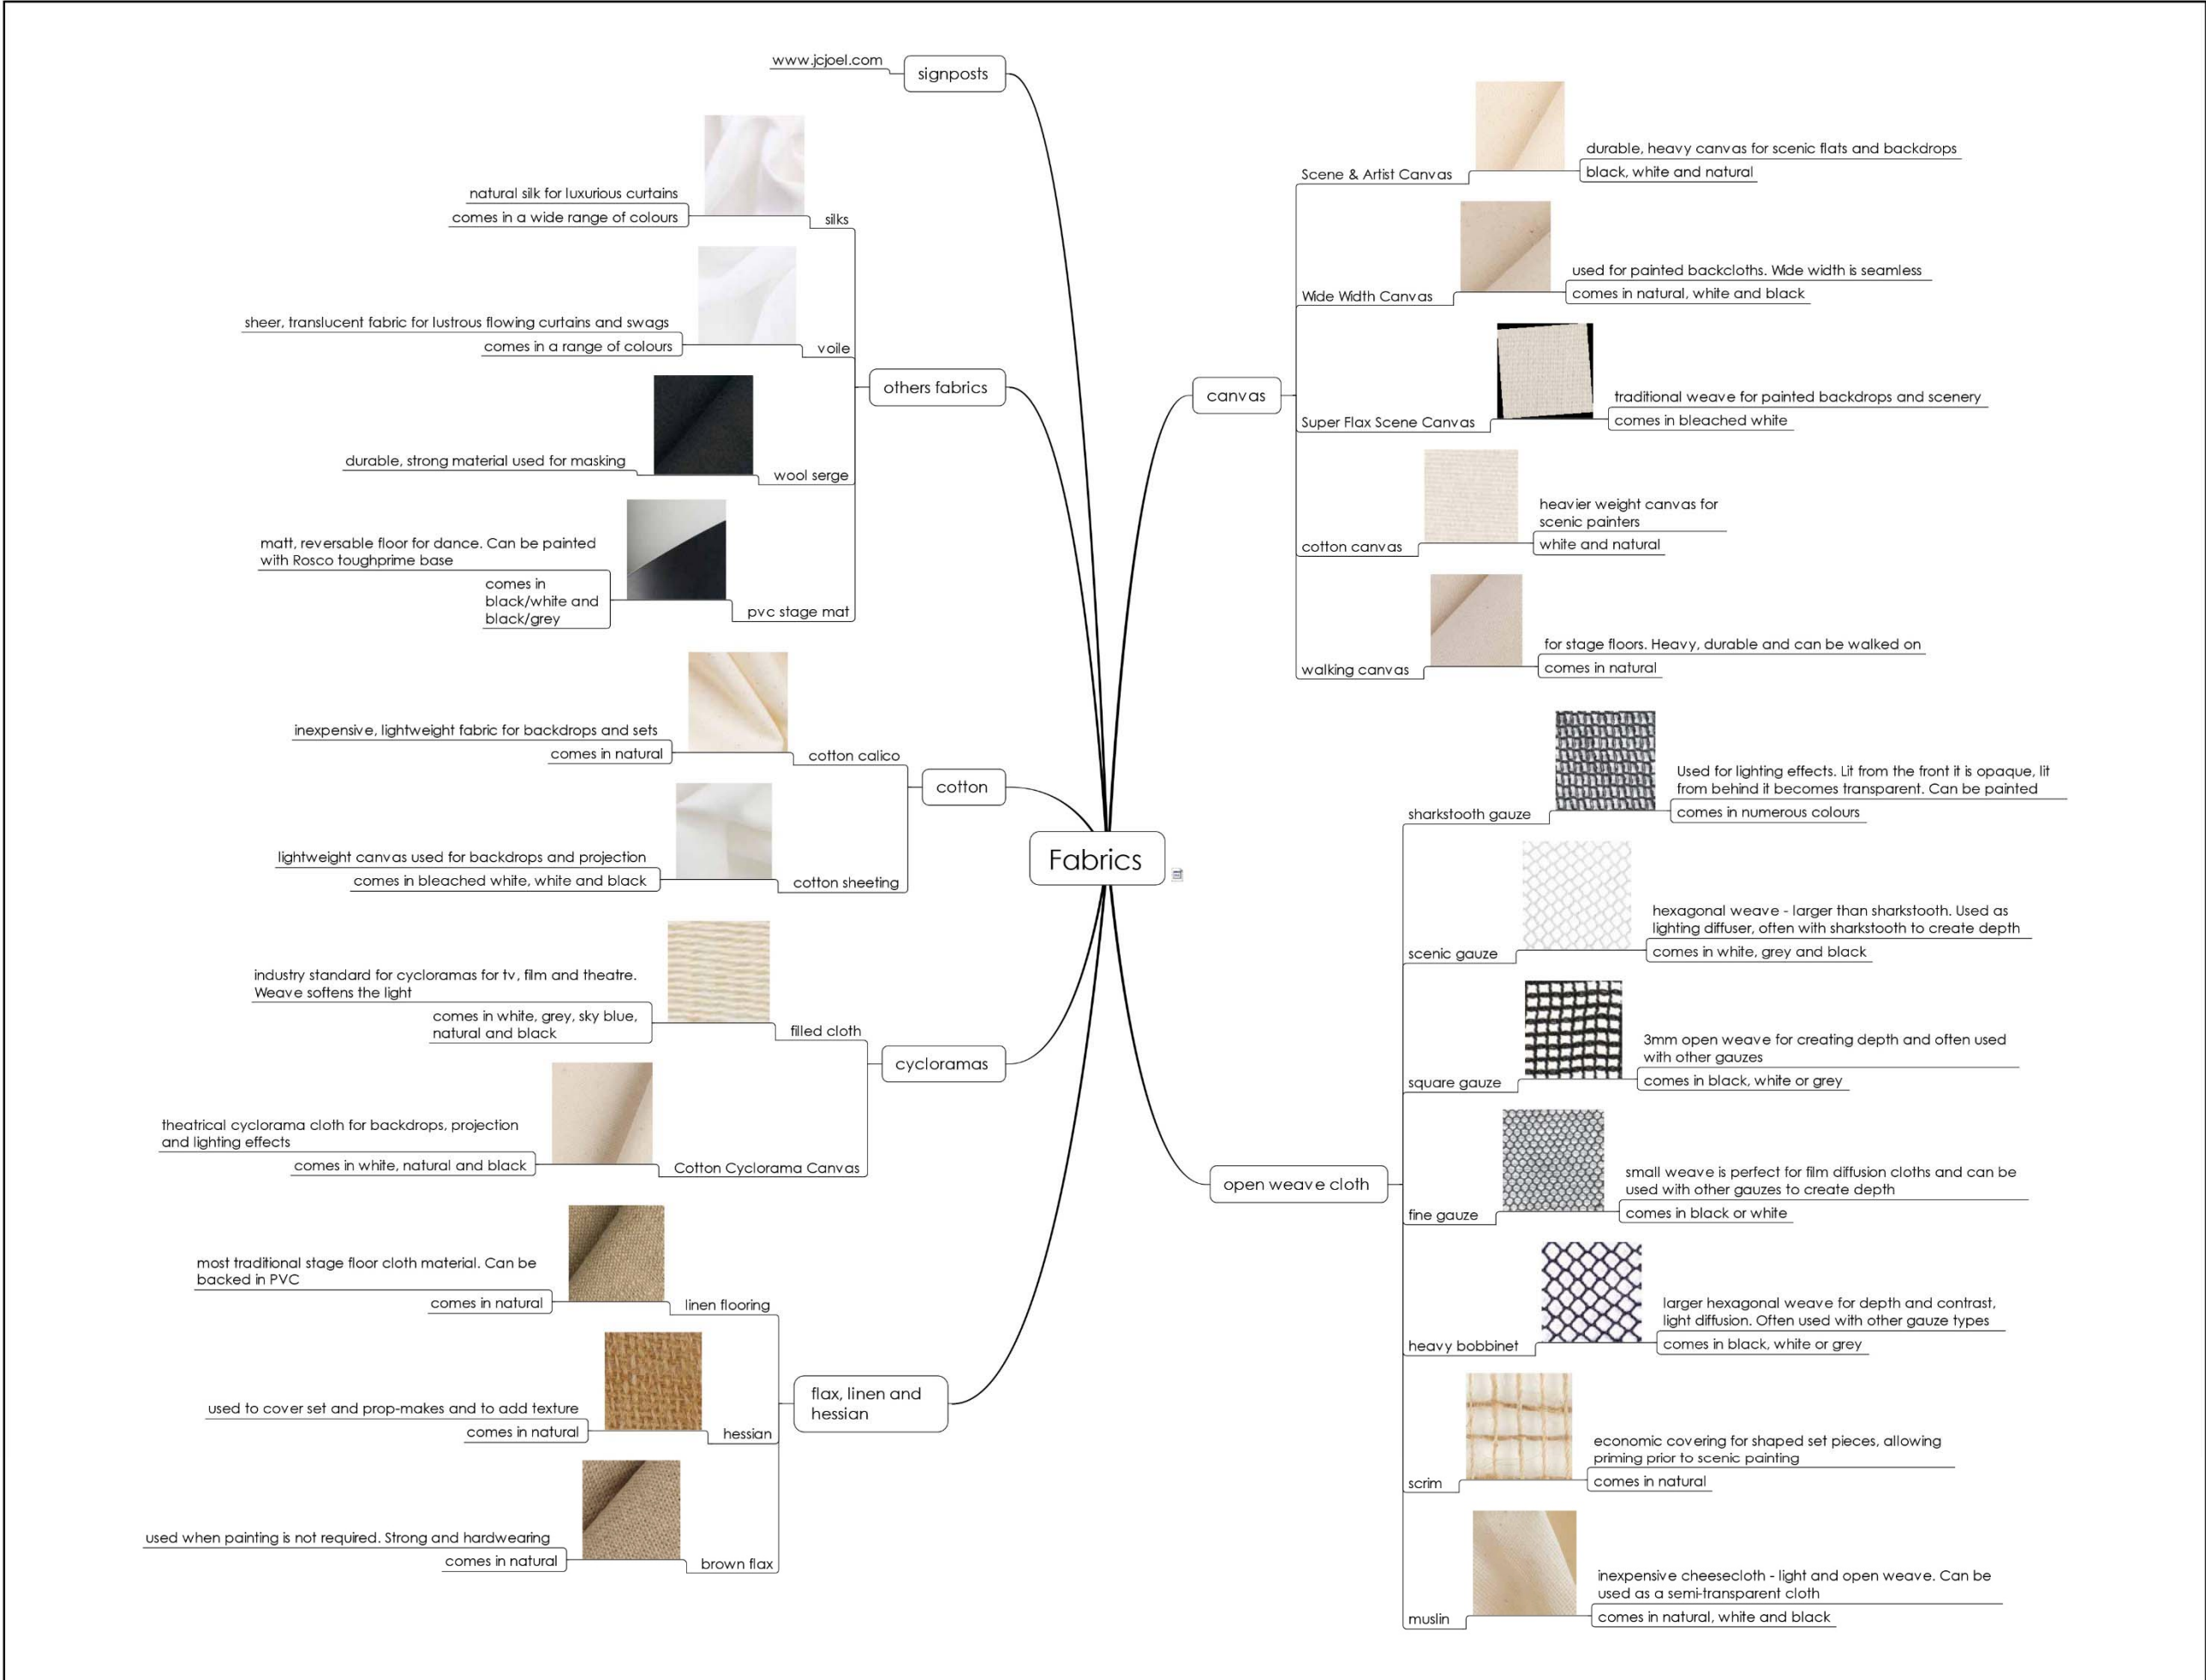 Fabrics
signposts
www.jcjoel.com
others fabrics
silks
natural silk for luxurious curtains
comes in a wide range of colours
voile
sheer, translucent fabric for lustrous flowing curtains and swags
comes in a range of colours
wool serge
durable, strong material used for masking
pvc stage mat
matt, reversable floor for dance. Can be painted
with Rosco toughprime base
comes in
black/white and
black/grey
cotton
cotton calico
inexpensive, lightweight fabric for backdrops and sets
comes in natural
cotton sheeting
lightweight canvas used for backdrops and projection
comes in bleached white, white and black
cycloramas
filled cloth
industry standard for cycloramas for tv, film and theatre.
Weave softens the light
comes in white, grey, sky blue,
natural and black
Cotton Cyclorama Canvas
theatrical cyclorama cloth for backdrops, projection
and lighting effects
comes in white, natural and black
flax, linen and
hessian
linen flooring
most traditional stage floor cloth material. Can be
backed in PVC
comes in natural
hessian
used to cover set and prop-makes and to add texture
comes in natural
brown flax
used when painting is not required. Strong and hardwearing
comes in natural
canvas
Scene & Artist Canvas
durable, heavy canvas for scenic flats and backdrops
black, white and natural
Wide Width Canvas
used for painted backcloths. Wide width is seamless
comes in natural, white and black
Super Flax Scene Canvas
traditional weave for painted backdrops and scenery
comes in bleached white
cotton canvas
heavier weight canvas for
scenic painters
white and natural
walking canvas
for stage floors. Heavy, durable and can be walked on
comes in natural
open weave cloth
sharkstooth gauze
Used for lighting effects. Lit from the front it is opaque, lit
from behind it becomes transparent. Can be painted
comes in numerous colours
scenic gauze
hexagonal weave - larger than sharkstooth. Used as
lighting diffuser, often with sharkstooth to create depth
comes in white, grey and black
square gauze
3mm open weave for creating depth and often used
with other gauzes
comes in black, white or grey
fine gauze
small weave is perfect for film diffusion cloths and can be
used with other gauzes to create depth
comes in black or white
heavy bobbinet
larger hexagonal weave for depth and contrast,
light diffusion. Often used with other gauze types
comes in black, white or grey
scrim
economic covering for shaped set pieces, allowing
priming prior to scenic painting
comes in natural
muslin
inexpensive cheesecloth - light and open weave. Can be
used as a semi-transparent cloth
comes in natural, white and black